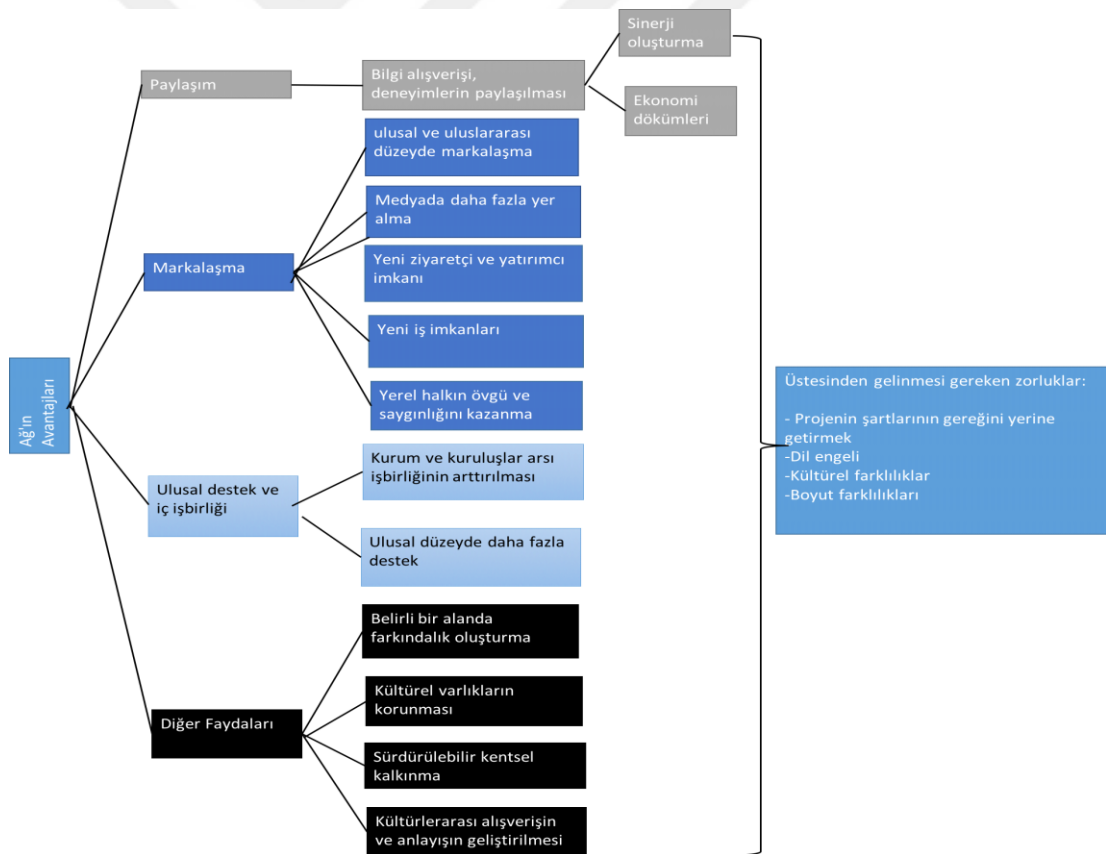 Ağ'ın
Avantajları
Paylaşım
Bilgi alışverişi,
deneyimlerin paylaşılması
Sinerji
oluşturma
Ekonomi
dökümleri
Markalaşma
ulusal ve uluslararası
düzeyde markalaşma
Medyada daha fazla yer
alma
Yeni ziyaretçi ve yatırımcı
imkanı
Yeni iş imkanları
Yerel halkın övgü ve
saygınlığını kazanma
Ulusal destek ve
iç işbirliği
Kurum ve kuruluşlar arsı
işbirliğinin arttırılması
Ulusal düzeyde daha fazla
destek
Diğer Faydaları
Belirli bir alanda
farkındalık oluşturma
Kültürel varlıkların
korunması
Sürdürülebilir kentsel
kalkınma
Kültürlerarası alışverişin
ve anlayışın geliştirilmesi
Üstesinden gelinmesi gereken zorluklar:
- Projenin şartlarının gereğini yerine
getirmek
-Dil engeli
-Kültürel farklılıklar
-Boyut farklılıkları